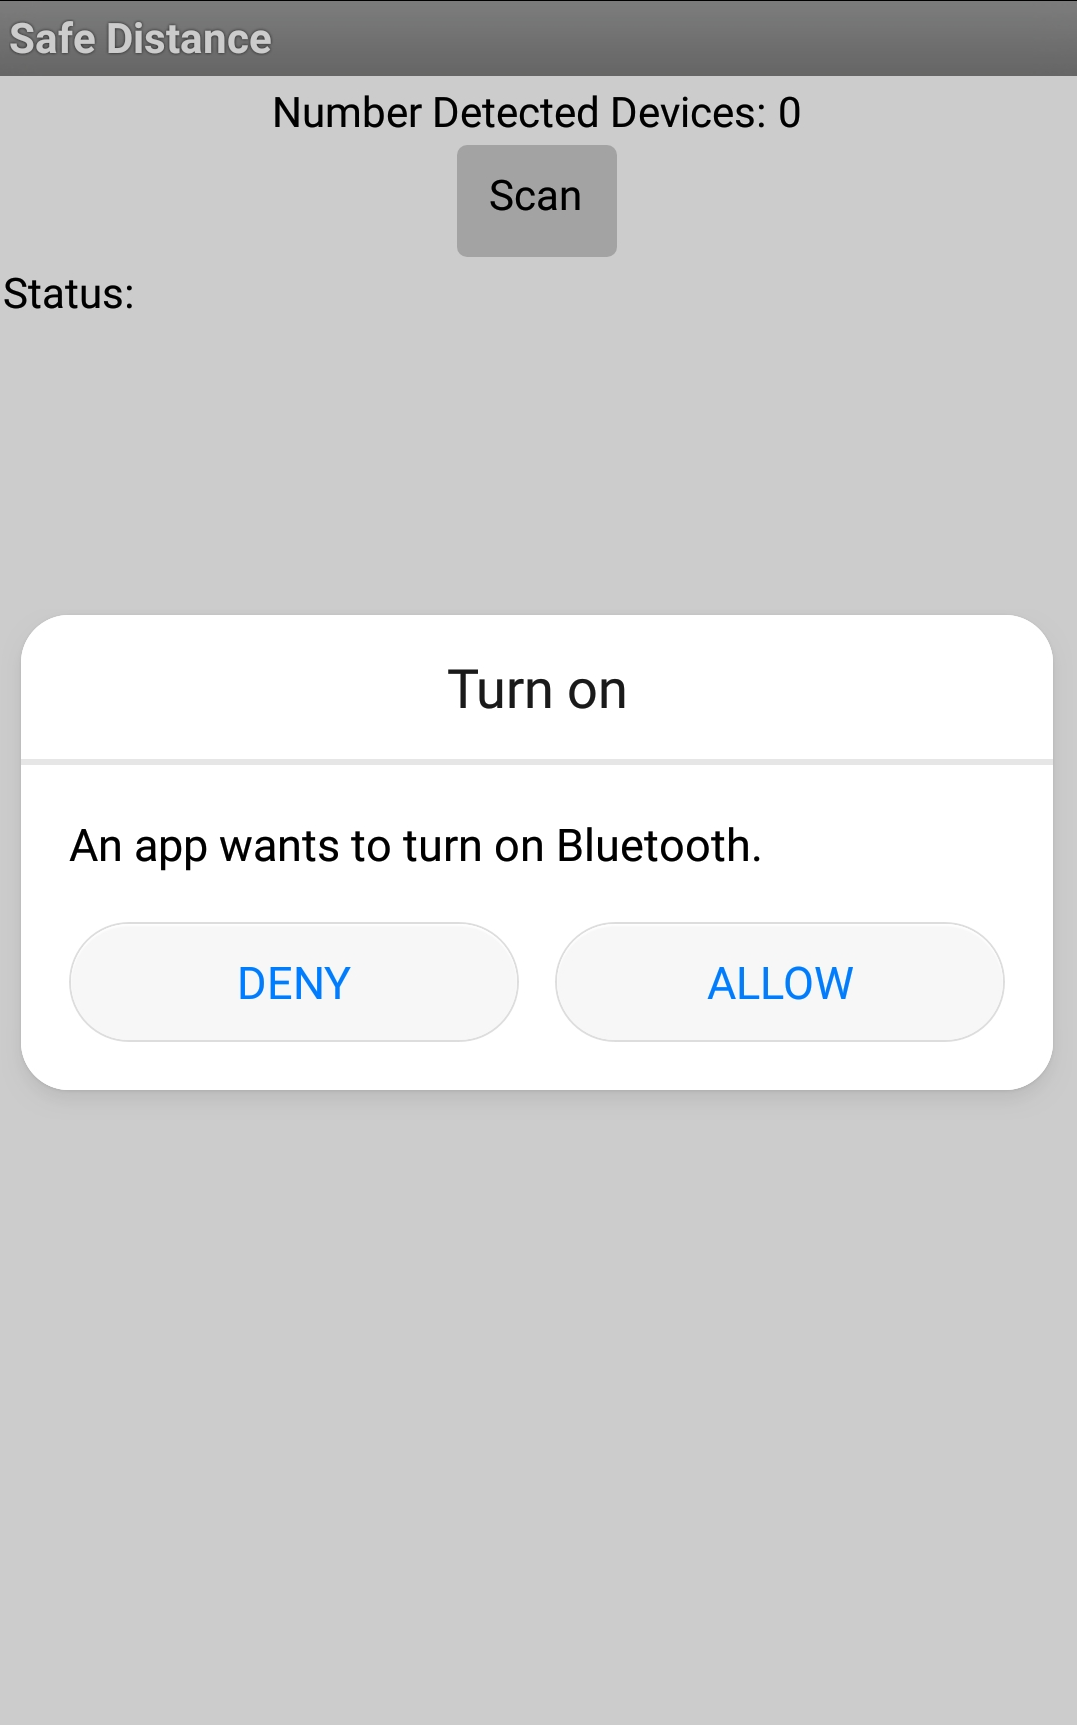 Safe Distance
Number Detected Devices: 0
Scan
Status:
Turn on
An app wants to turn on Bluetooth.
DENY
ALLOW